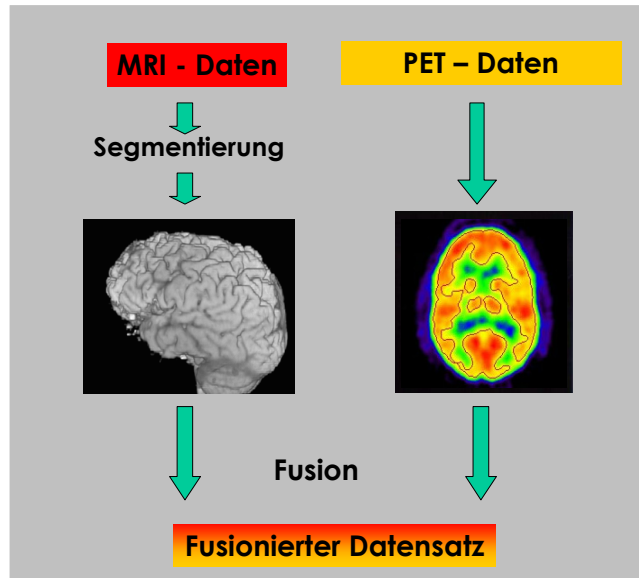 MRI - Daten
PET – Daten
Segmentierung
Fusion
Fusionierter Datensatz